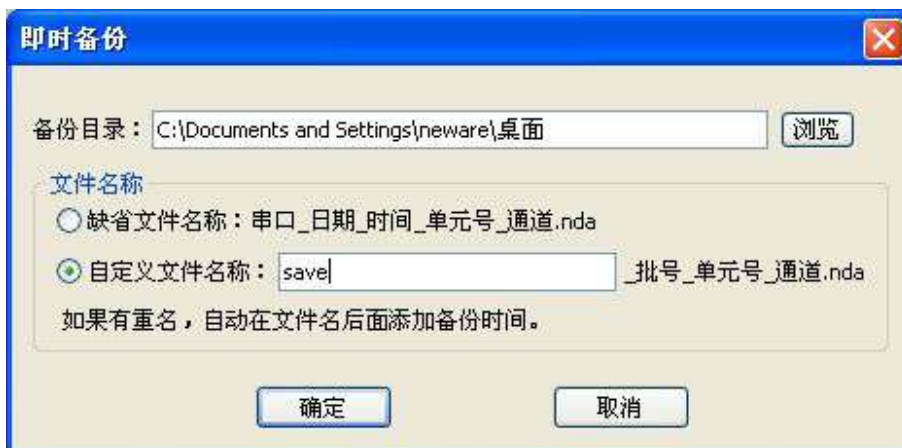 即时备份
备份目录：C:\Documents and Settings\neware\桌面 浏览
文件名称
缺省文件名称：串口_日期_时间_单元号_通道.nda
自定义文件名称：save _批号_单元号_通道.nda
如果有重名，自动在文件名后面添加备份时间。
确定 取消